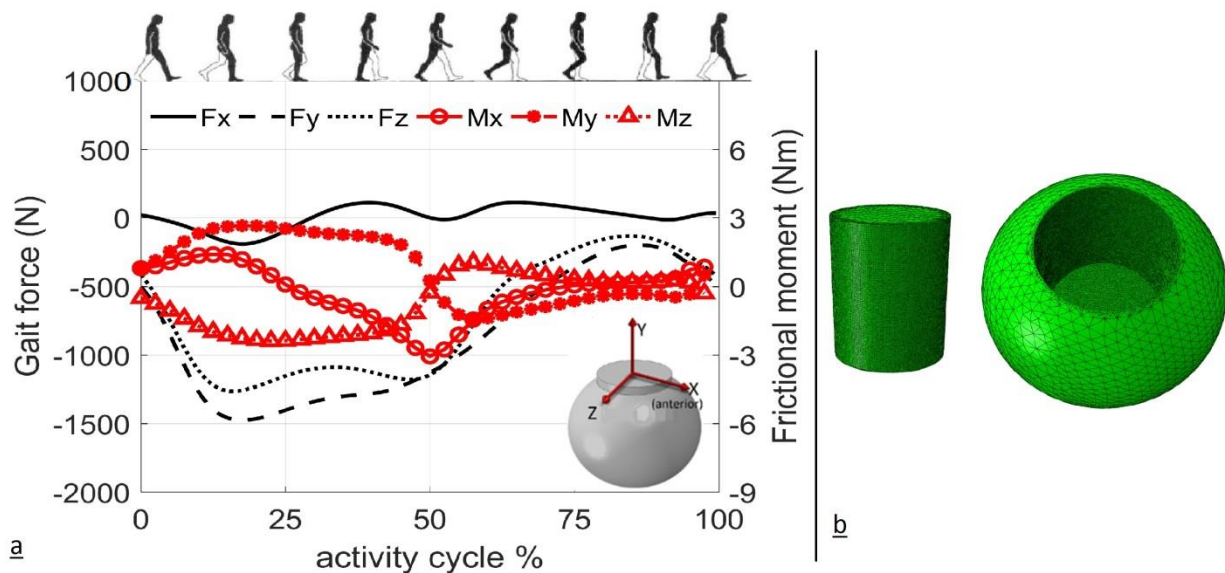 1000
Fx Fy Fz Mx My Mz
500
0
-500
-1000
-1500
-2000
Gait force (N)
6
3
0
-3
-6
-9
Frictional moment (Nm)
0 25 50 75 100
activity cycle %
Y
X
(anterior)
Z
a
b